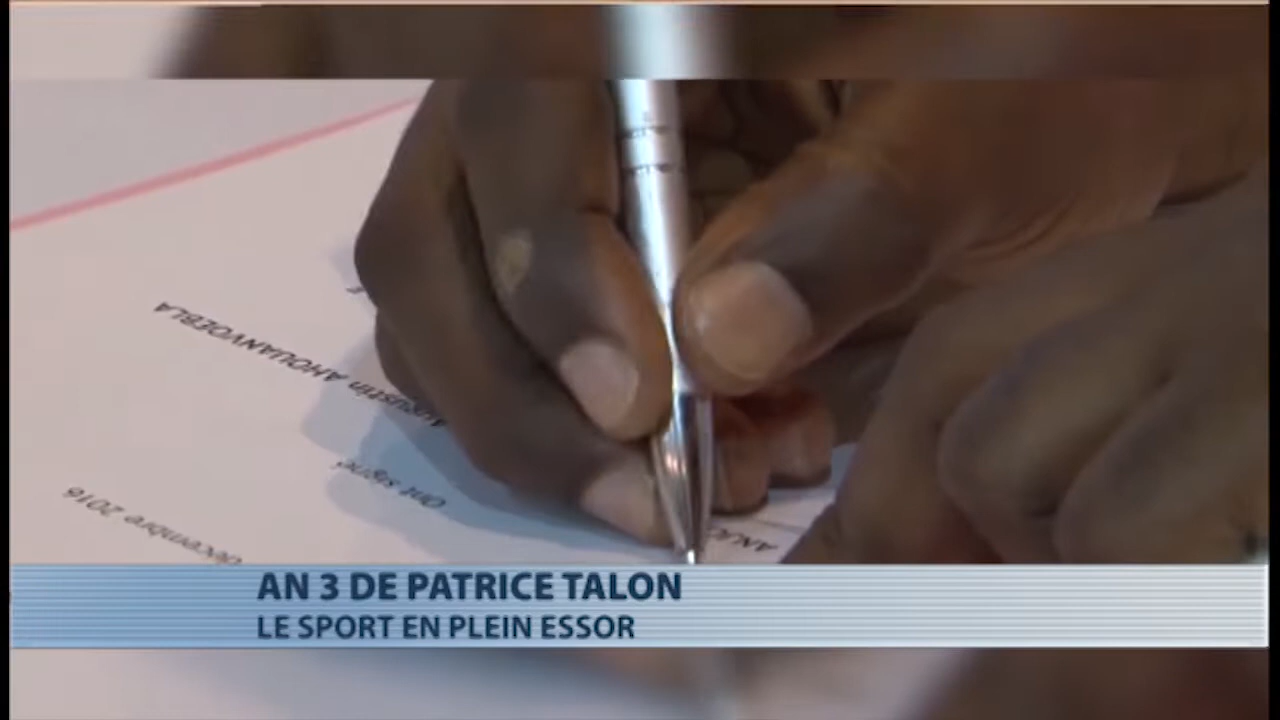 Augustin AHOUANVOEBLA
Ont signé
décembre 2016
AN 3 DE PATRICE TALON
LE SPORT EN PLEIN ESSOR